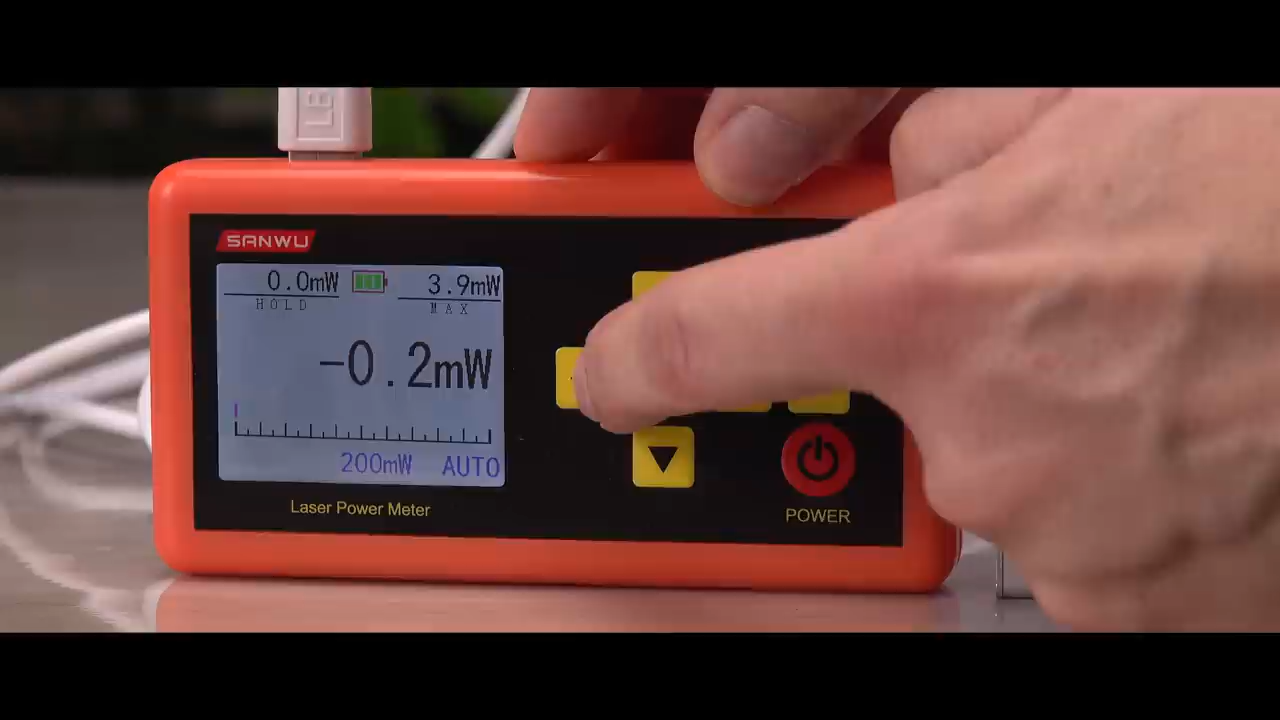 SANWU
0.0mW 3.9mW
HOLD MAX
-0.2mW
200mW AUTO
Laser Power Meter
POWER